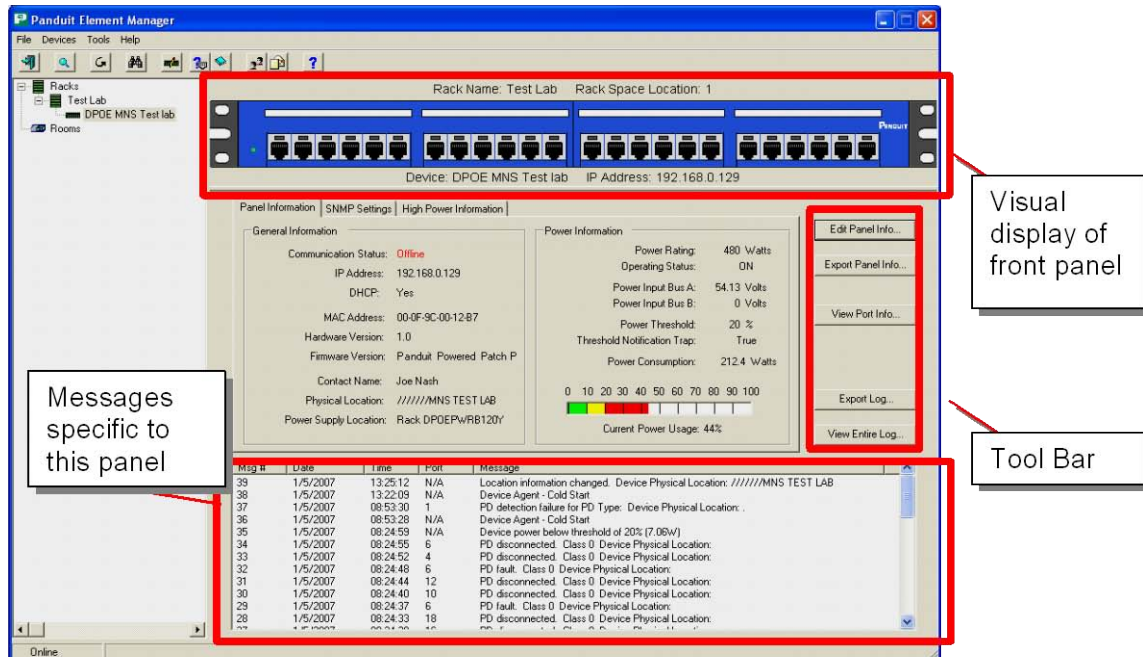 Panduit Element Manager
File Devices Tools Help
Racks
Test Lab
DPOE MNS Test lab
Rooms
Rack Name: Test Lab Rack Space Location: 1
PANDUIT
Device: DPOE MNS Test lab IP Address: 192.168.0.129
Visual display of front panel
Panel Information SNMP Settings High Power Information
General Information
Communication Status: Offline
IP Address: 192.168.0.129
DHCP: Yes
MAC Address: 00-0F-9C-00-12-B7
Hardware Version: 1.0
Firmware Version: Panduit Powered Patch P
Contact Name: Joe Nash
Physical Location: ///////MNS TEST LAB
Power Supply Location: Rack DPOEPWRB120Y
Power Information
Power Rating: 480 Watts
Operating Status: ON
Power Input Bus A: 54.13 Volts
Power Input Bus B: 0 Volts
Power Threshold: 20 %
Threshold Notification Trap: True
Power Consumption: 212.4 Watts
0 10 20 30 40 50 60 70 80 90 100
Current Power Usage: 44%
Edit Panel Info...
Export Panel Info...
View Port Info...
Export Log...
View Entire Log...
Tool Bar
Messages specific to this panel
Msg # Date Time Port Message
39 1/5/2007 13:25:12 N/A Location information changed. Device Physical Location: ///////MNS TEST LAB
38 1/5/2007 13:22:09 N/A Device Agent - Cold Start
37 1/5/2007 08:53:30 1 PD detection failure for PD Type: Device Physical Location: .
36 1/5/2007 08:53:28 N/A Device Agent - Cold Start
35 1/5/2007 08:24:59 N/A Device power below threshold of 20% (7.06W)
34 1/5/2007 08:24:55 6 PD disconnected. Class 0 Device Physical Location:
33 1/5/2007 08:24:52 4 PD disconnected. Class 0 Device Physical Location:
32 1/5/2007 08:24:48 6 PD fault. Class 0 Device Physical Location:
31 1/5/2007 08:24:44 12 PD disconnected. Class 0 Device Physical Location:
30 1/5/2007 08:24:40 10 PD disconnected. Class 0 Device Physical Location:
29 1/5/2007 08:24:37 6 PD fault. Class 0 Device Physical Location:
28 1/5/2007 08:24:33 18 PD disconnected. Class 0 Device Physical Location:
Online